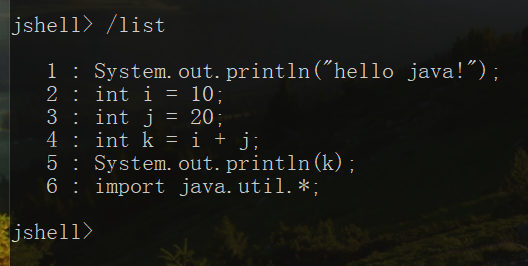 jshell> /list
1 : System.out.println("hello java!");
2 : int i = 10;
3 : int j = 20;
4 : int k = i + j;
5 : System.out.println(k);
6 : import java.util.*;
jshell>